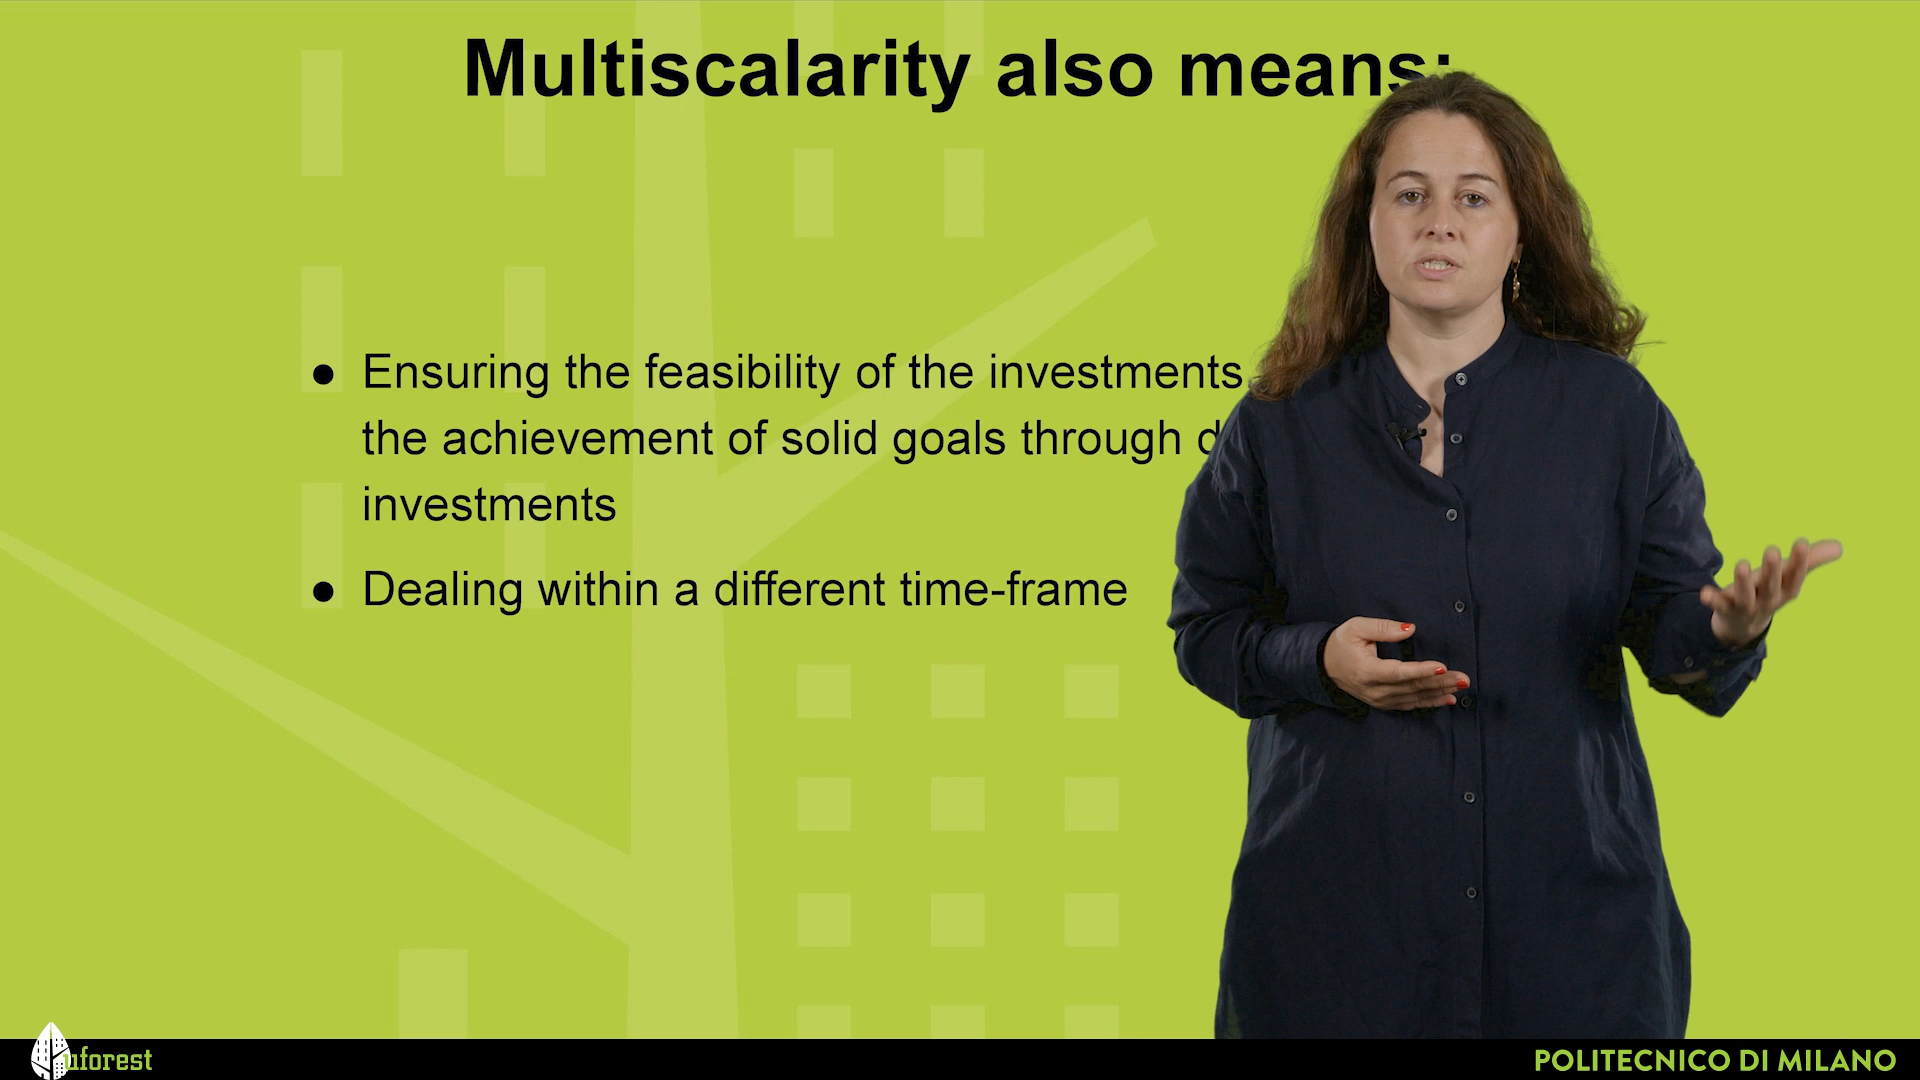 Multiscalarity also means:
● Ensuring the feasibility of the investments
the achievement of solid goals through
investments
● Dealing within a different time-frame
uforest
POLITECNICO DI MILANO